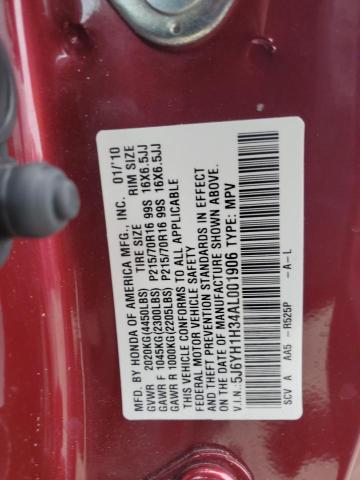 MFD. BY HONDA OF AMERICA MFG., INC. 01/'10
TIRE SIZE RIM SIZE
GVWR 2020KG(4450LBS)
GAWR F 1045KG(2300LBS) P215/70R16 99S 16X6.5JJ
GAWR R 1000KG(2205LBS) P215/70R16 99S 16X6.5JJ
THIS VEHICLE CONFORMS TO ALL APPLICABLE
FEDERAL MOTOR VEHICLE SAFETY
AND THEFT PREVENTION STANDARDS IN EFFECT
ON THE DATE OF MANUFACTURE SHOWN ABOVE.
V.I.N.: 5J6YH1H34AL001906 TYPE: MPV
SCV A AA5 - R525P - A - L